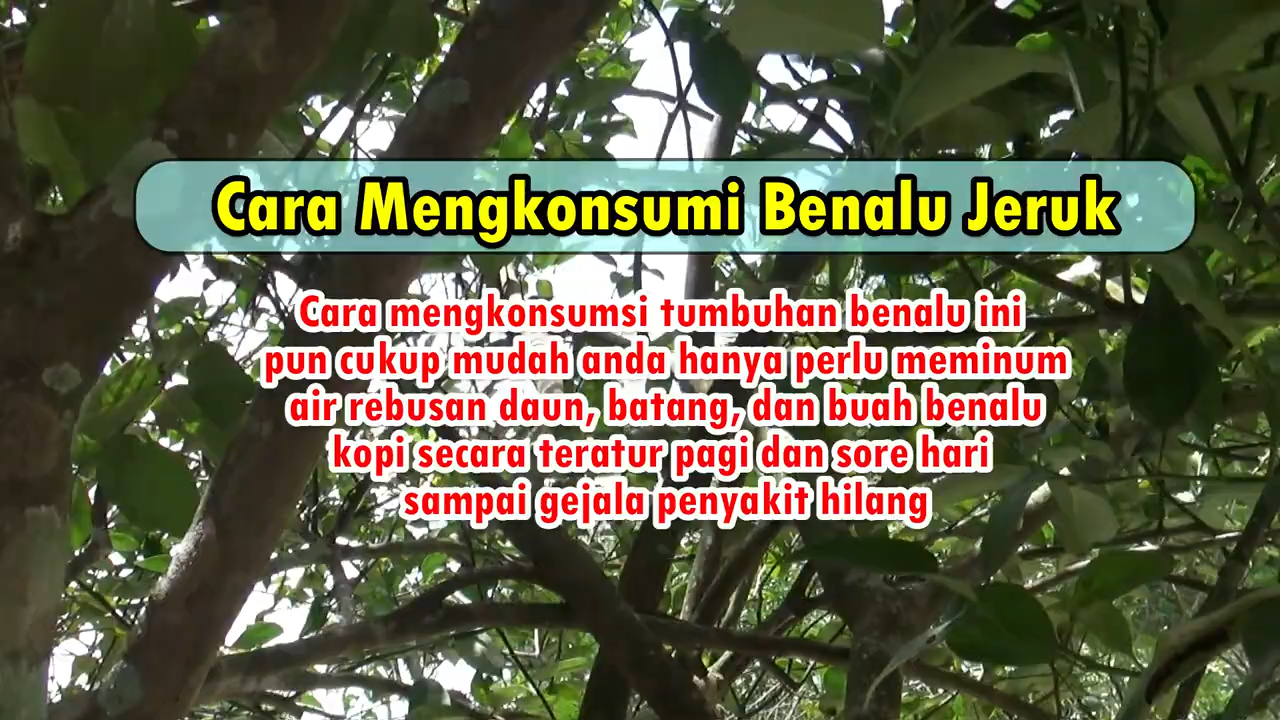 Cara Mengkonsumi Benalu Jeruk
Cara mengkonsumsi tumbuhan benalu ini
pun cukup mudah anda hanya perlu meminum
air rebusan daun, batang, dan buah benalu
kopi secara teratur pagi dan sore hari
sampai gejala penyakit hilang